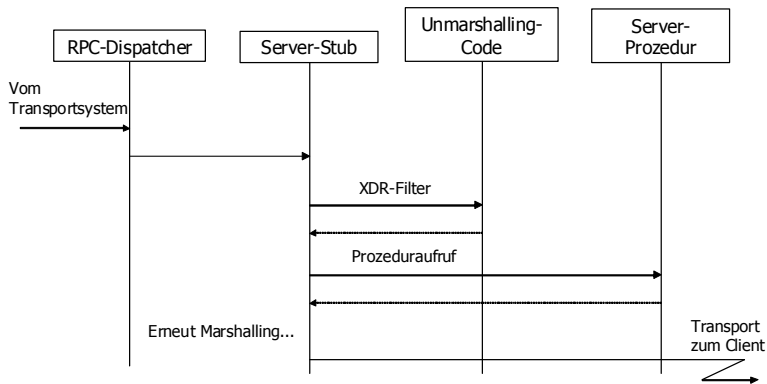 RPC-Dispatcher
Server-Stub
Unmarshalling-
Code
Server-
Prozedur
Vom
Transportsystem
XDR-Filter
Prozeduraufruf
Erneut Marshalling...
Transport
zum Client